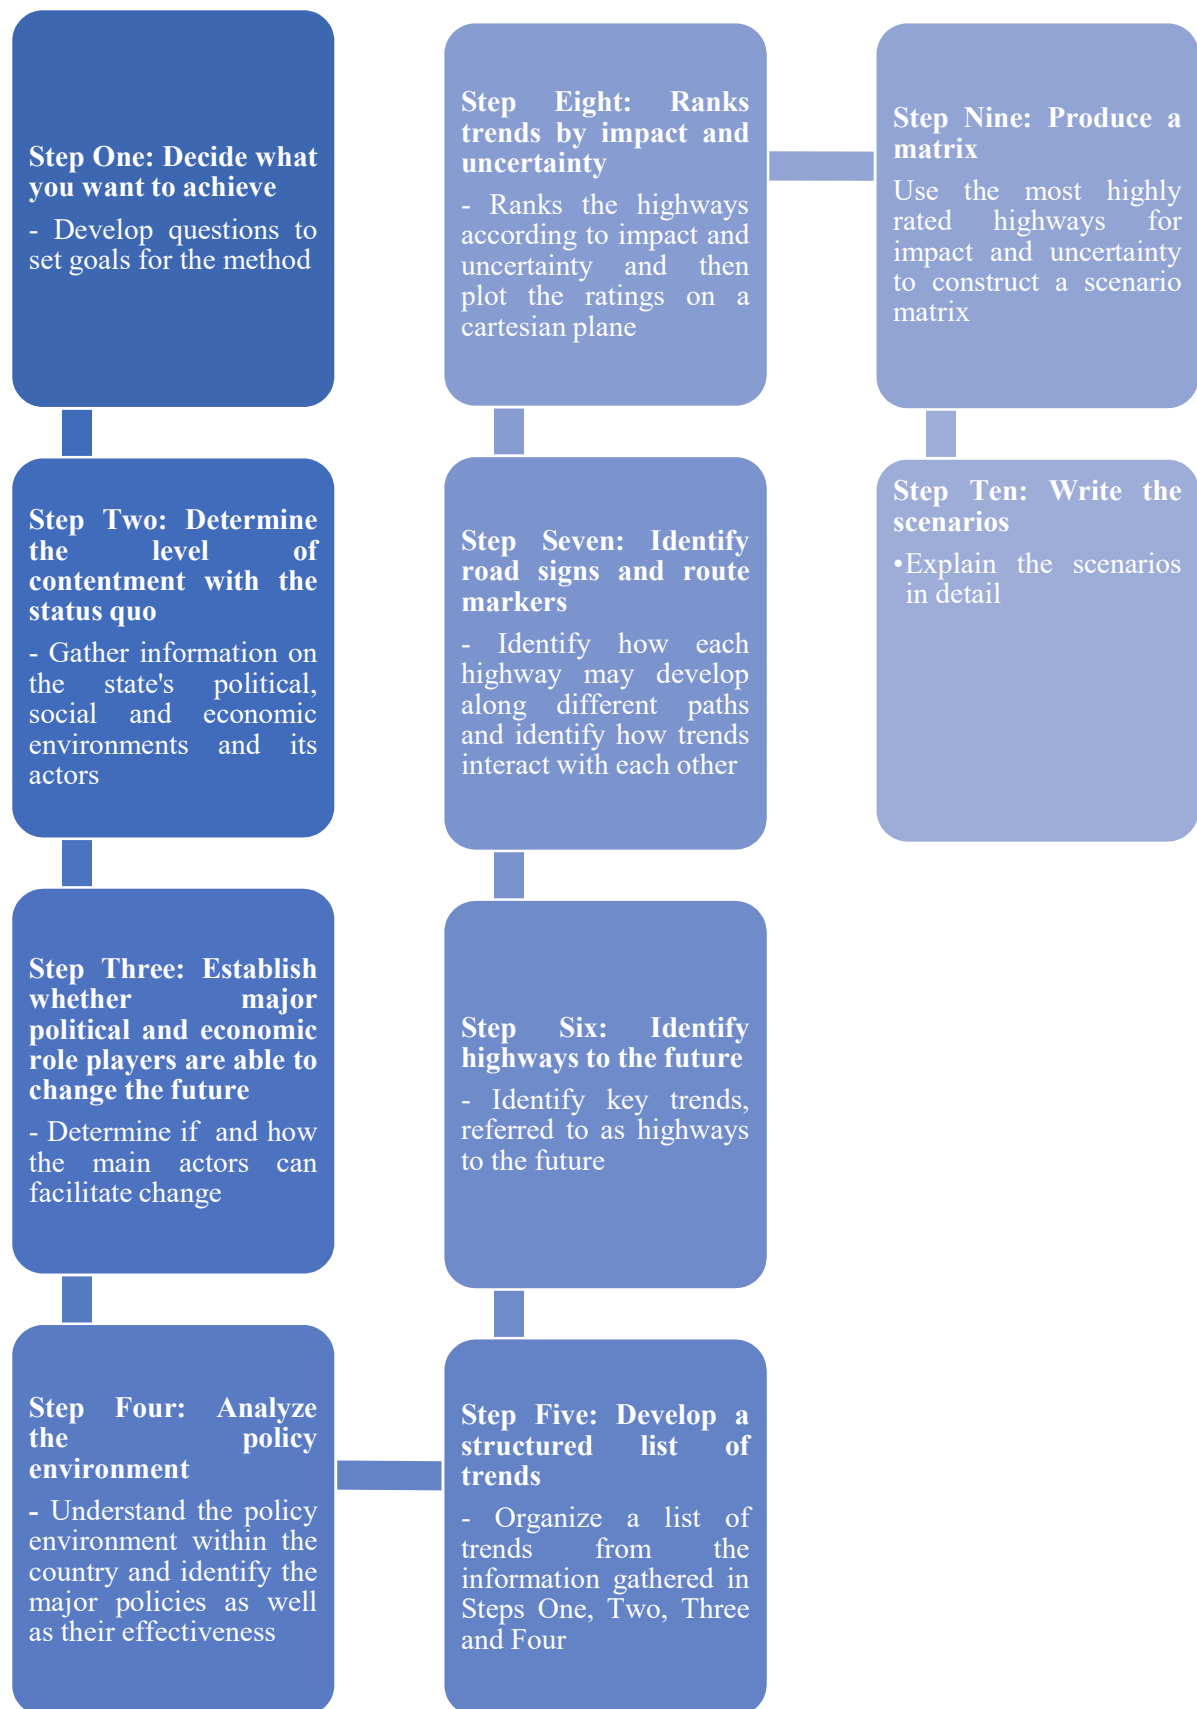 Step One: Decide what
you want to achieve
- Develop questions to
set goals for the method
Step Two: Determine
the level of
contentment with the
status quo
- Gather information on
the state's political,
social and economic
environments and its
actors
Step Three: Establish
whether major
political and economic
role players are able to
change the future
- Determine if and how
the main actors can
facilitate change
Step Four: Analyze
the policy
environment
- Understand the policy
environment within the
country and identify the
major policies as well
as their effectiveness
Step Five: Develop a
structured list of
trends
- Organize a list of
trends from the
information gathered in
Steps One, Two, Three
and Four
Step Six: Identify
highways to the future
- Identify key trends,
referred to as highways
to the future
Step Seven: Identify
road signs and route
markers
- Identify how each
highway may develop
along different paths
and identify how trends
interact with each other
Step Eight: Ranks
trends by impact and
uncertainty
- Ranks the highways
according to impact and
uncertainty and then
plot the ratings on a
cartesian plane
Step Nine: Produce a
matrix
Use the most highly
rated highways for
impact and uncertainty
to construct a scenario
matrix
Step Ten: Write the
scenarios
•Explain the scenarios
in detail